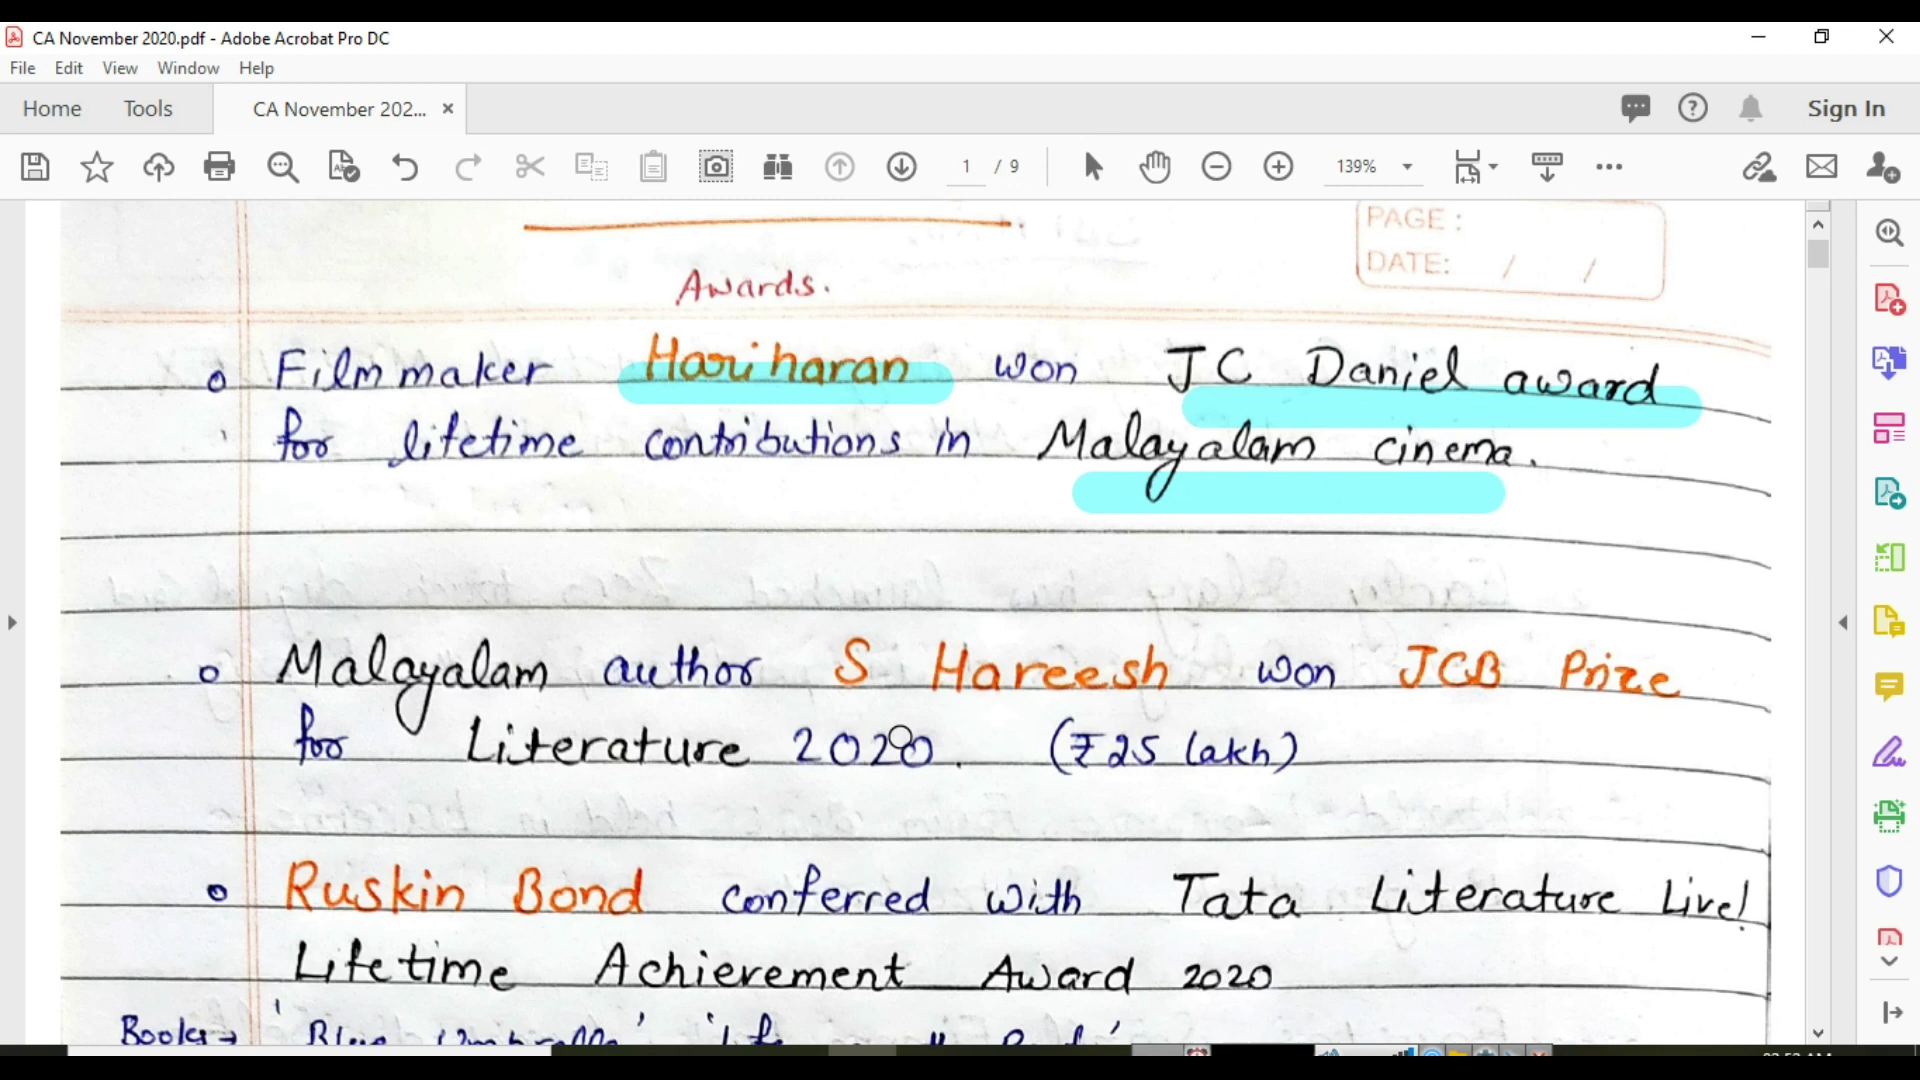 CA November 2020.pdf - Adobe Acrobat Pro DC
File Edit View Window Help
Home Tools CA November 202... Sign In
1 / 9 139%
PAGE :
DATE: / /
Awards.
Filmmaker Hariharan won JC Daniel award
for lifetime contributions in Malayalam cinema.
Malayalam author S Hareesh won JCB Prize
for Literature 2020. (₹25 lakh)
Ruskin Bond conferred with Tata Literature Live!
Lifetime Achievement Award 2020
Books →